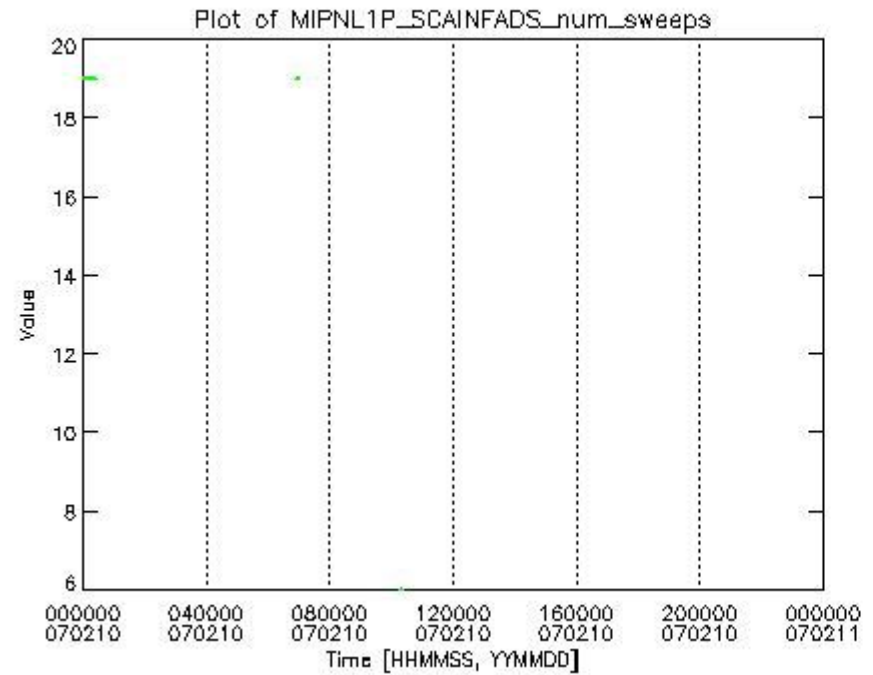 Plot of MIPNL1P_SCAINFADS_num_sweeps
20
18
16
14
12
10
8
6
Value
000000 040000 080000 120000 160000 200000 000000
070210 070210 070210 070210 070210 070210 070211
Time [HHMMSS, YYMMDD]